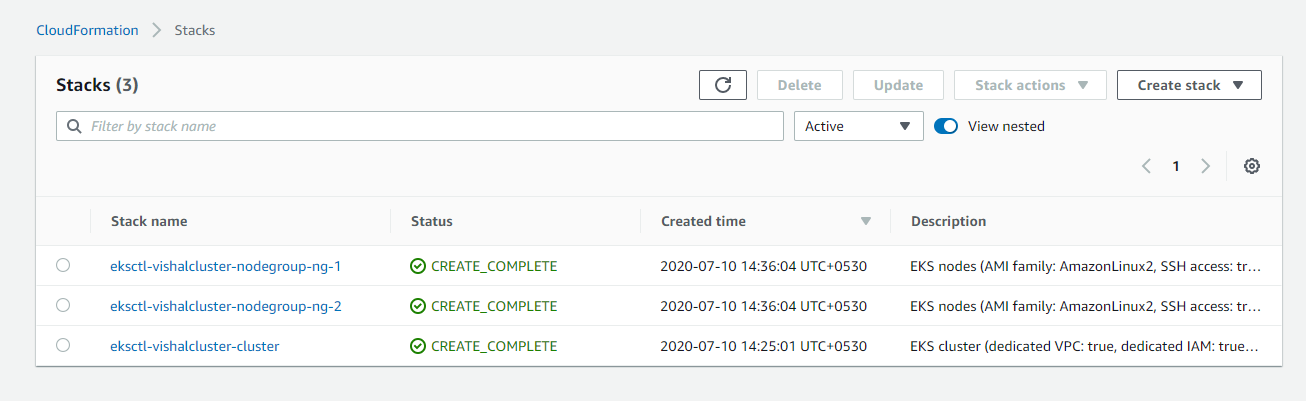 CloudFormation > Stacks
Stacks (3) Delete Update Stack actions Create stack
Filter by stack name Active View nested
1
Stack name Status Created time Description
eksctl-vishalcluster-nodegroup-ng-1 CREATE_COMPLETE 2020-07-10 14:36:04 UTC+0530 EKS nodes (AMI family: AmazonLinux2, SSH access: tr...
eksctl-vishalcluster-nodegroup-ng-2 CREATE_COMPLETE 2020-07-10 14:36:04 UTC+0530 EKS nodes (AMI family: AmazonLinux2, SSH access: tr...
eksctl-vishalcluster-cluster CREATE_COMPLETE 2020-07-10 14:25:01 UTC+0530 EKS cluster (dedicated VPC: true, dedicated IAM: true...